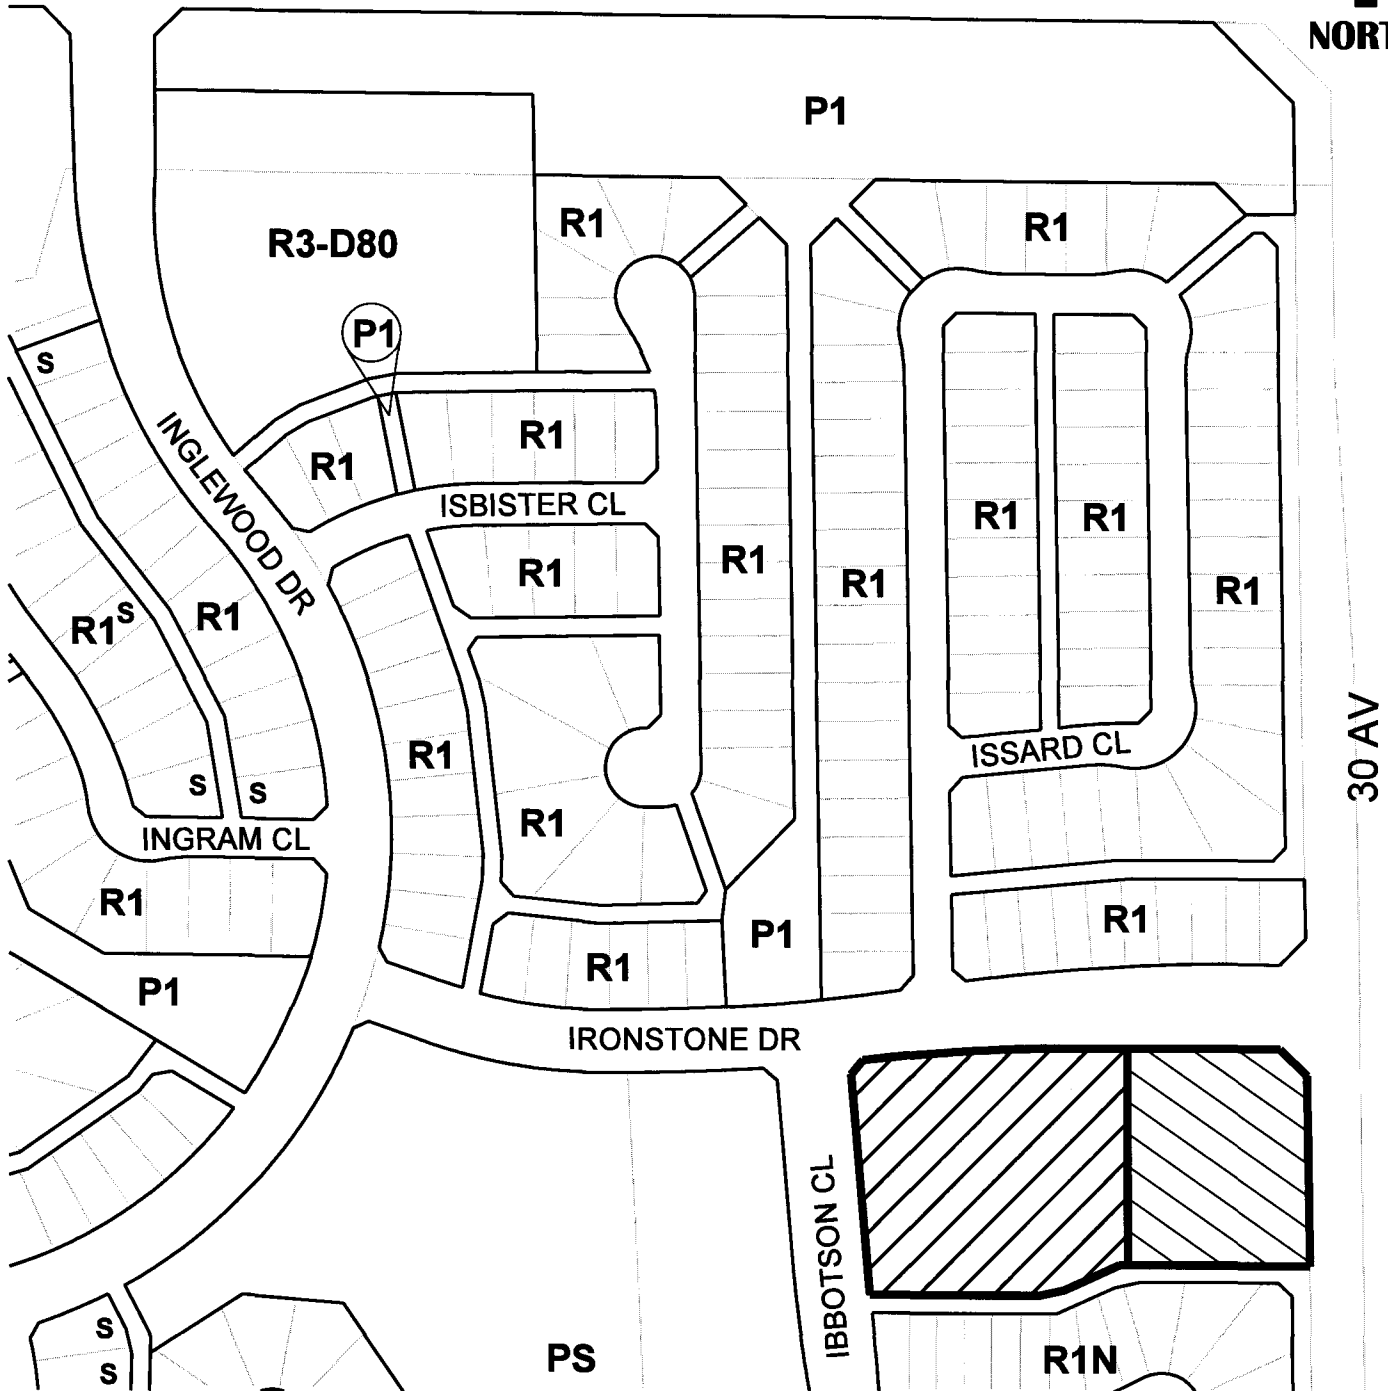 NORT
P1
R1
R1
R3-D80
P1
S
R1
R1
ISBISTER CL
INGLEWOOD DR
R1
R1
R1
R1
R1
R1
R1
R1S
R1
30 AV
R1
ISSARD CL
S
S
R1
INGRAM CL
R1
R1
P1
R1
P1
IRONSTONE DR
IBBOTSON CL
S
PS
R1N
S